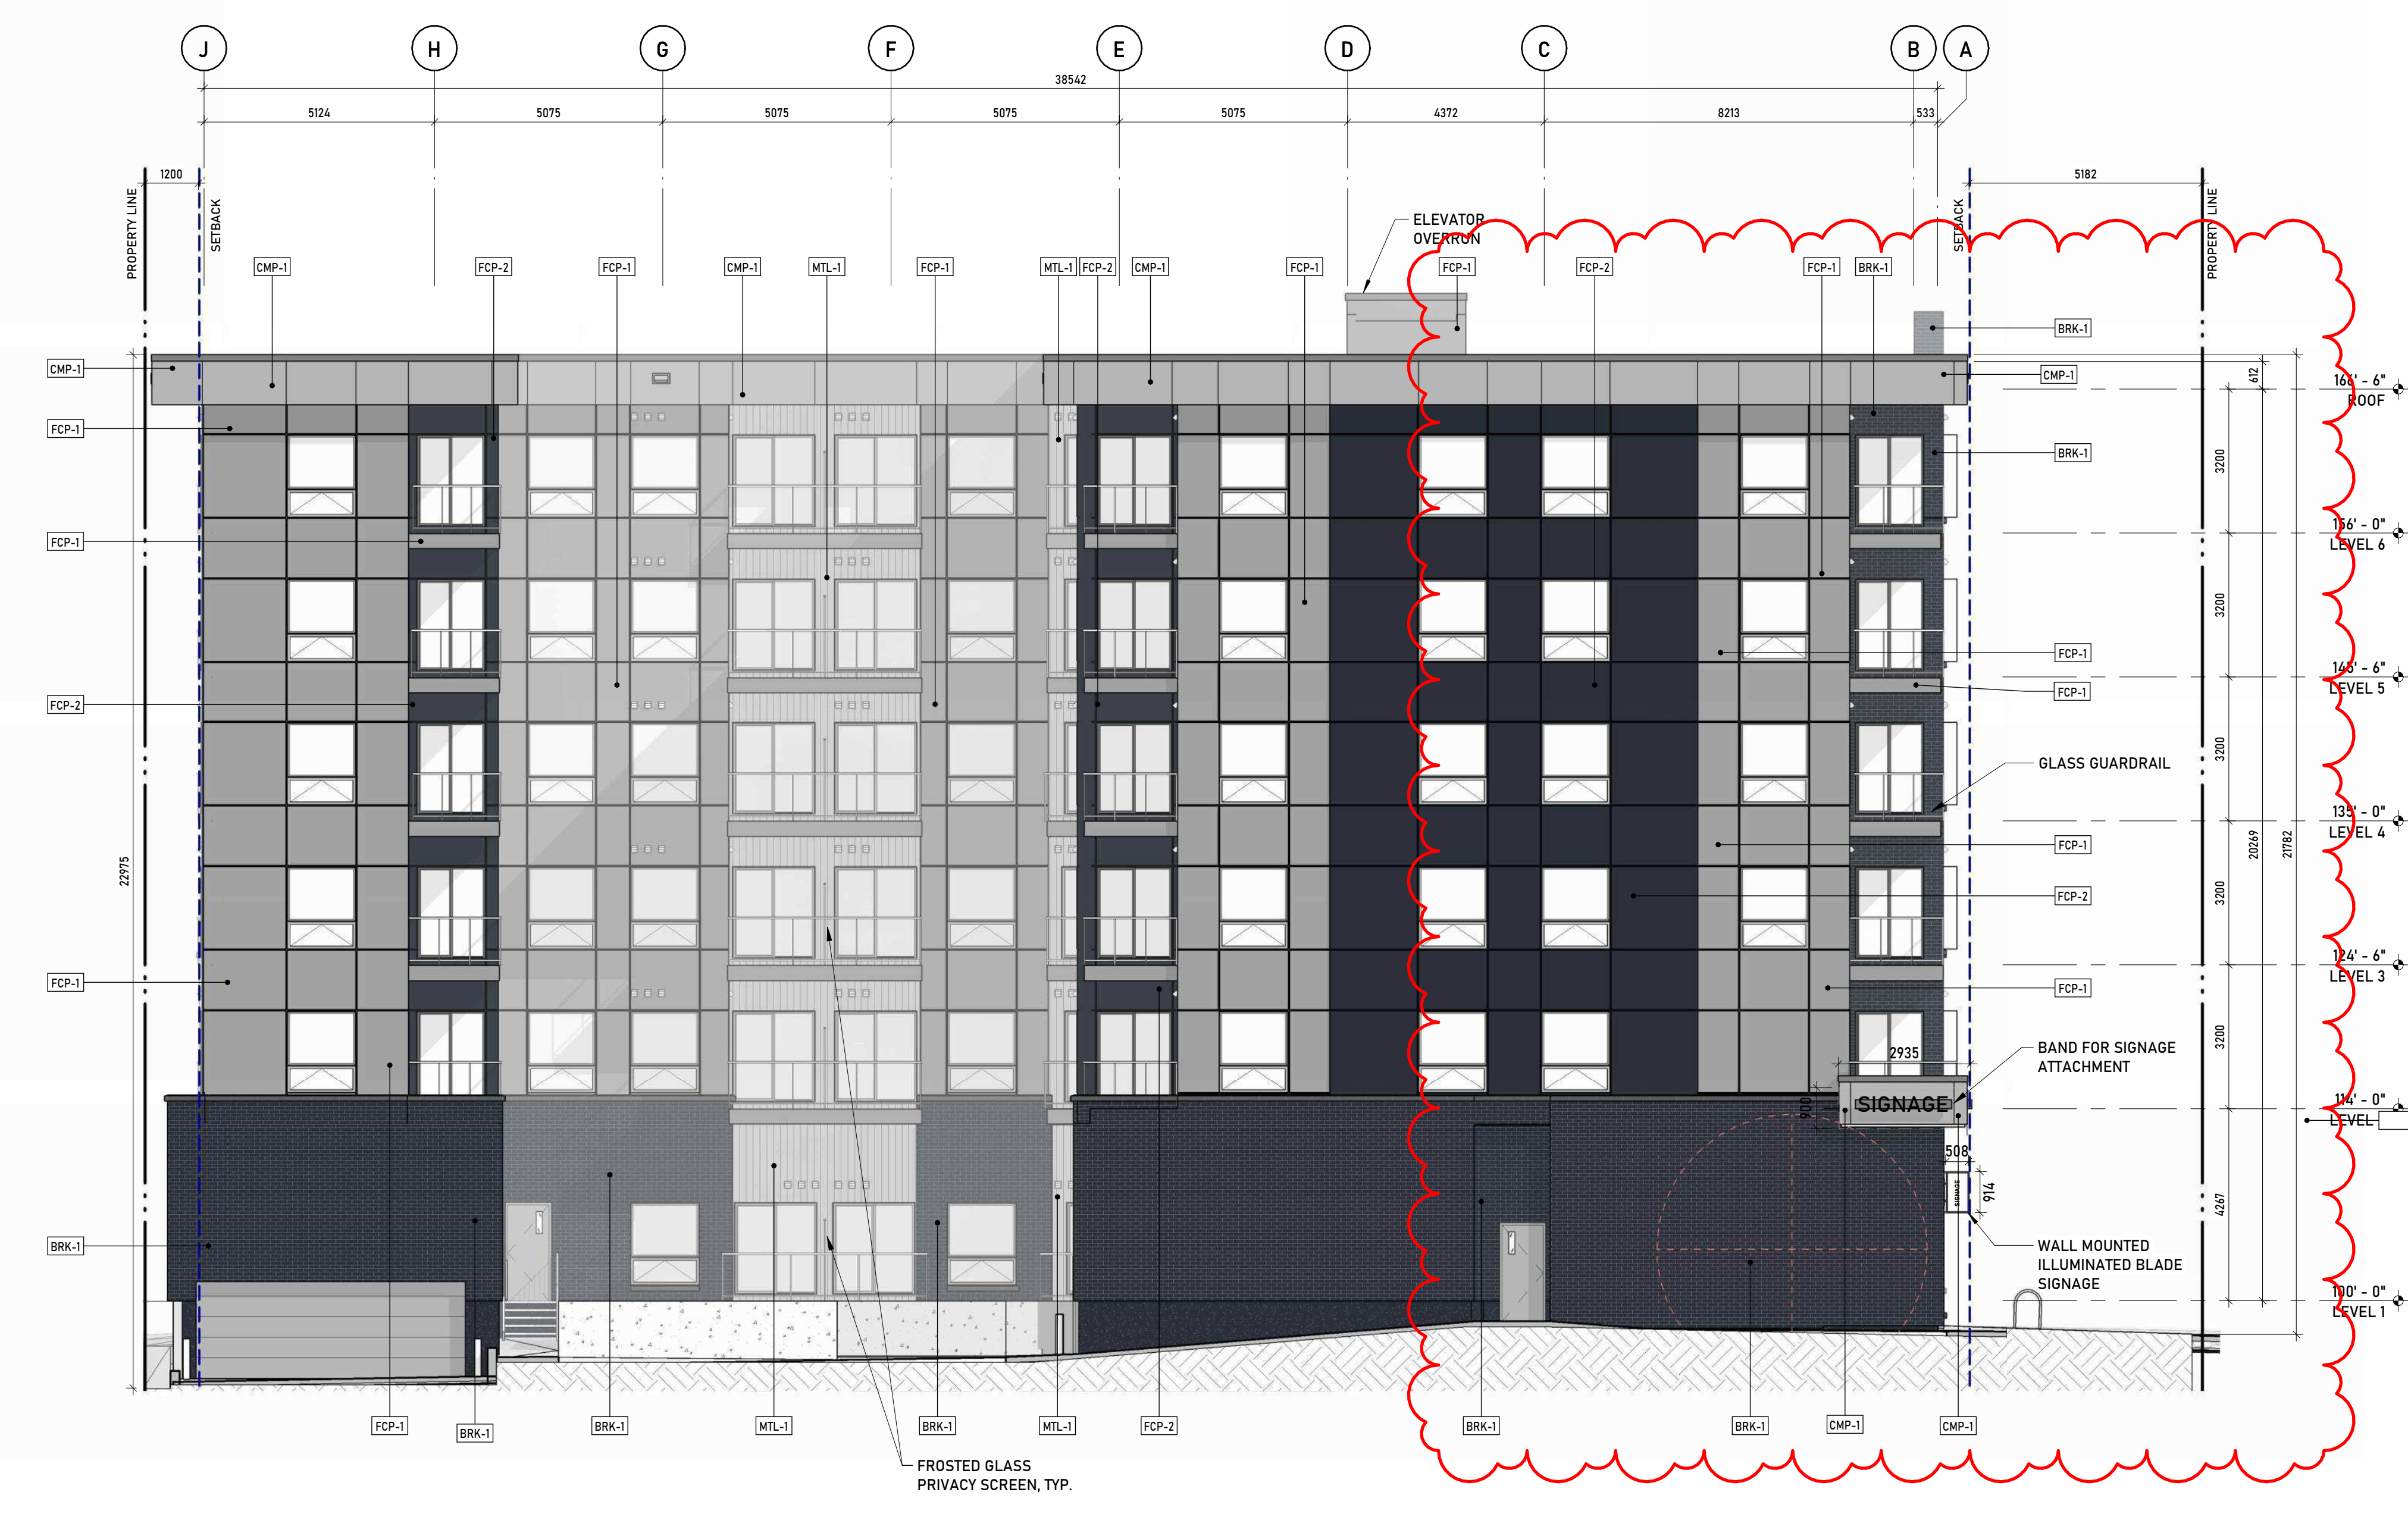 J H G F E D C B A
38542
5124 5075 5075 5075 5075 4372 8213 533
1200 5182
PROPERTY LINE
SETBACK
SETBACK
PROPERTY LINE
ELEVATOR
OVERRUN
CMP-1 FCP-2 FCP-1 CMP-1 MTL-1 FCP-1 MTL-1 FCP-2 CMP-1 FCP-1 FCP-1 FCP-2 FCP-1 BRK-1
BRK-1
CMP-1
CMP-1
612
166' - 6"
ROOF
FCP-1
BRK-1
3200
156' - 0"
LEVEL 6
FCP-1
3200
FCP-1
145' - 6"
LEVEL 5
FCP-1
FCP-2
3200
GLASS GUARDRAIL
135' - 0"
LEVEL 4
22975
20269
21782
FCP-1
3200
FCP-2
124' - 6"
LEVEL 3
FCP-1
FCP-1
3200
2935
BAND FOR SIGNAGE
ATTACHMENT
900
SIGNAGE
114' - 0"
LEVEL
508
914
SIGNAGE
4267
BRK-1
WALL MOUNTED
ILLUMINATED BLADE
SIGNAGE
100' - 0"
LEVEL 1
FCP-1 BRK-1 BRK-1 MTL-1 BRK-1 MTL-1 FCP-2 BRK-1 BRK-1 CMP-1 CMP-1
FROSTED GLASS
PRIVACY SCREEN, TYP.